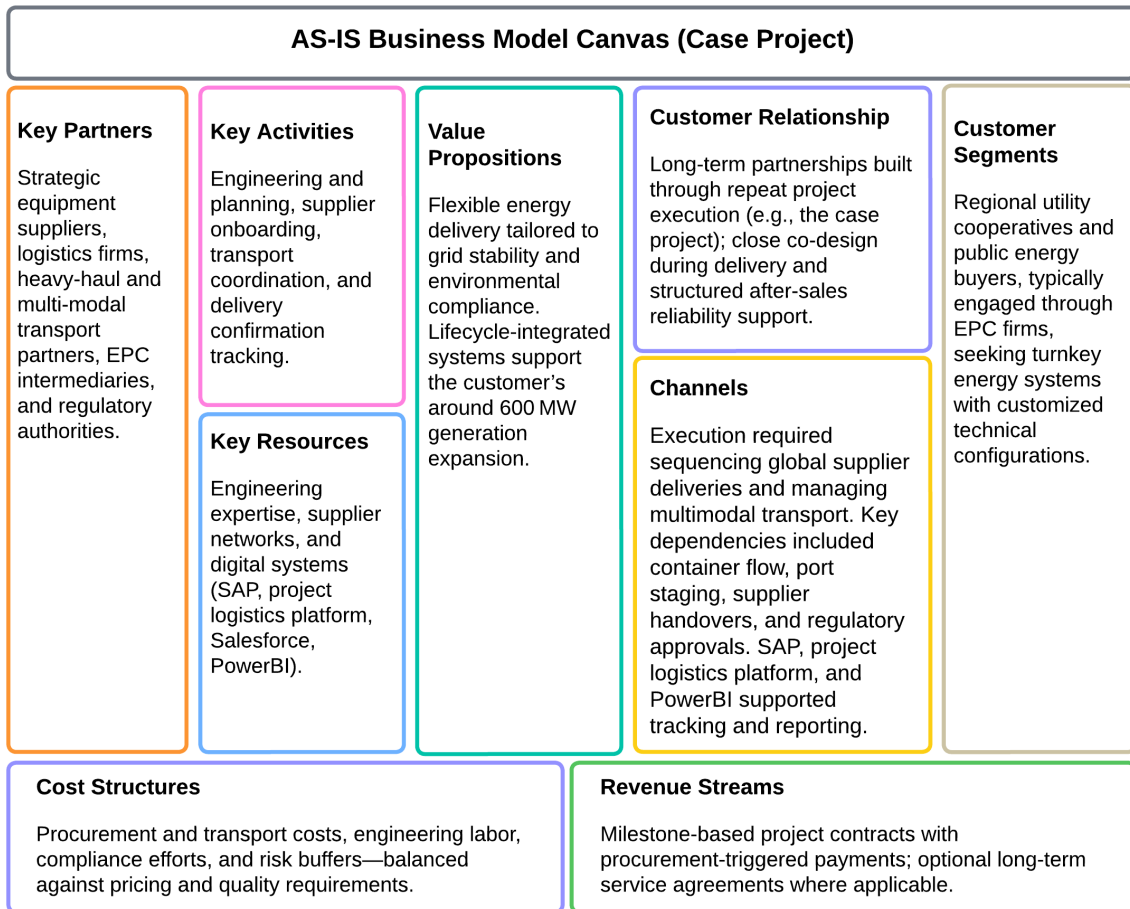 AS-IS Business Model Canvas (Case Project)
Key Partners
Strategic
equipment
suppliers,
logistics firms,
heavy-haul and
multi-modal
transport
partners, EPC
intermediaries,
and regulatory
authorities.
Key Activities
Engineering and
planning, supplier
onboarding,
transport
coordination, and
delivery
confirmation
tracking.
Key Resources
Engineering
expertise, supplier
networks, and
digital systems
(SAP, project
logistics platform,
Salesforce,
PowerBI).
Value
Propositions
Flexible energy
delivery tailored to
grid stability and
environmental
compliance.
Lifecycle-integrated
systems support
the customer’s
around 600 MW
generation
expansion.
Customer Relationship
Long-term partnerships built
through repeat project
execution (e.g., the case
project); close co-design
during delivery and
structured after-sales
reliability support.
Channels
Execution required
sequencing global supplier
deliveries and managing
multimodal transport. Key
dependencies included
container flow, port
staging, supplier
handovers, and regulatory
approvals. SAP, project
logistics platform, and
PowerBI supported
tracking and reporting.
Customer
Segments
Regional utility
cooperatives and
public energy
buyers, typically
engaged through
EPC firms,
seeking turnkey
energy systems
with customized
technical
configurations.
Cost Structures
Procurement and transport costs, engineering labor,
compliance efforts, and risk buffers—balanced
against pricing and quality requirements.
Revenue Streams
Milestone-based project contracts with
procurement-triggered payments; optional long-term
service agreements where applicable.